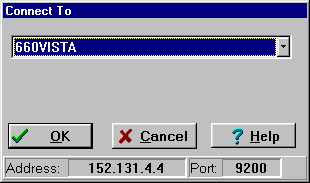 Connect To
660VISTA
OK Cancel ? Help
Address: 152.131.4.4 Port: 9200